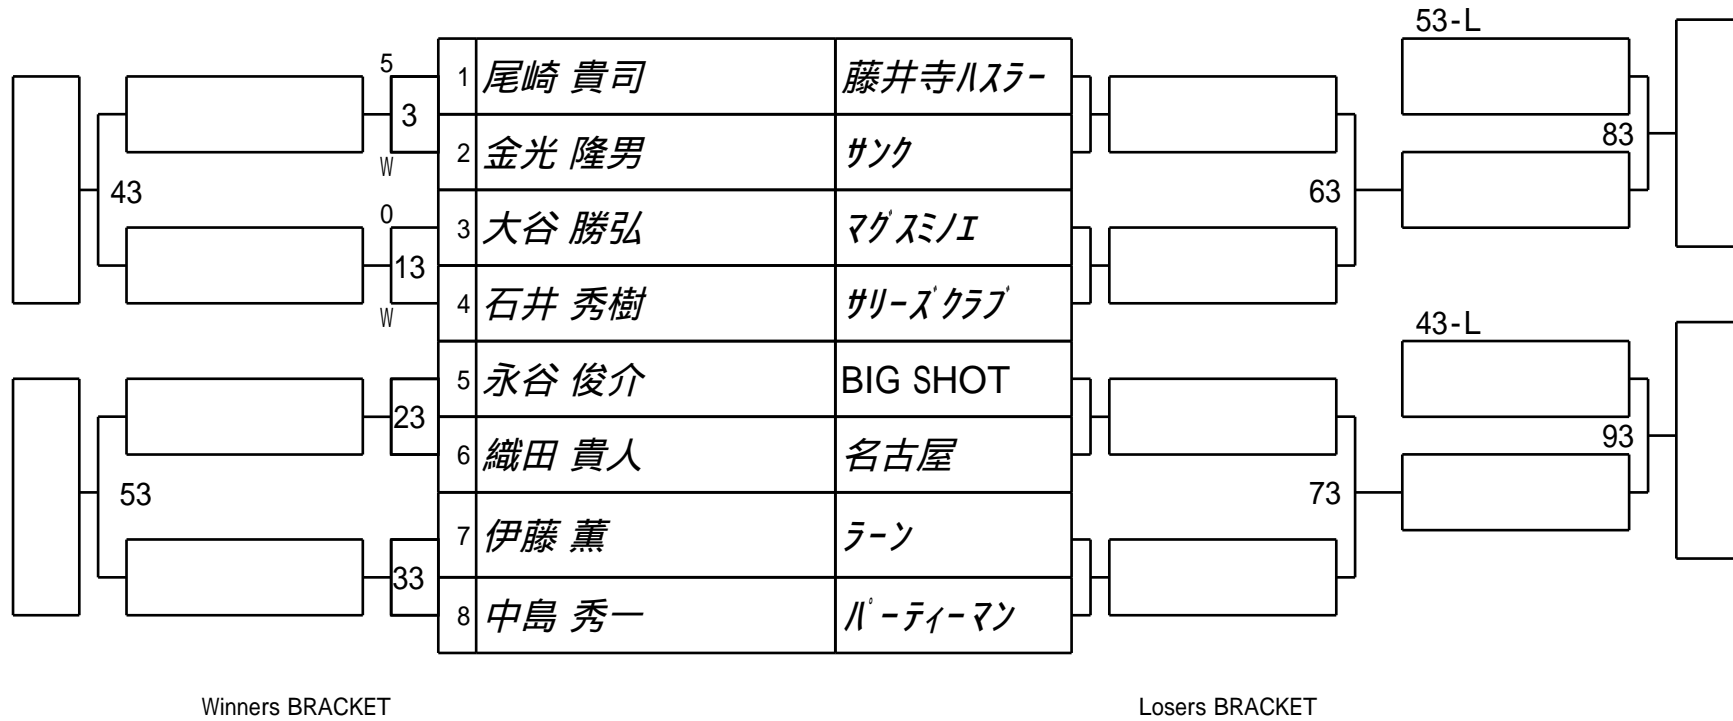 53-L
5
1 尾崎 貴司 藤井寺ハスラー
3
83
2 金光 隆男 サンク
W
43
63
0
3 大谷 勝弘 マグスミノエ
13
4 石井 秀樹 サリーズクラブ
W
43-L
5 永谷 俊介 BIG SHOT
23
93
6 織田 貴人 名古屋
53
73
7 伊藤 薫 ラーン
33
8 中島 秀一 パーティーマン
Winners BRACKET
Losers BRACKET